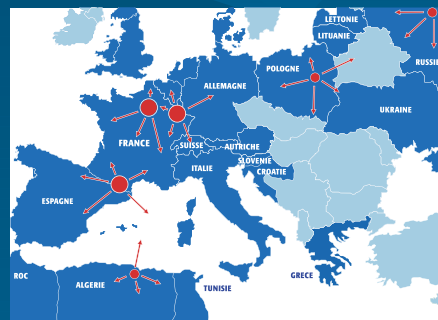 LETTONIE
LITUANIE
POLOGNE
RUSSIE
ALLEMAGNE
UKRAINE
FRANCE
SUISSE
AUTRICHE
SLOVENIE
ITALIE
CROATIE
ESPAGNE
GRECE
ROC
ALGERIE
TUNISIE